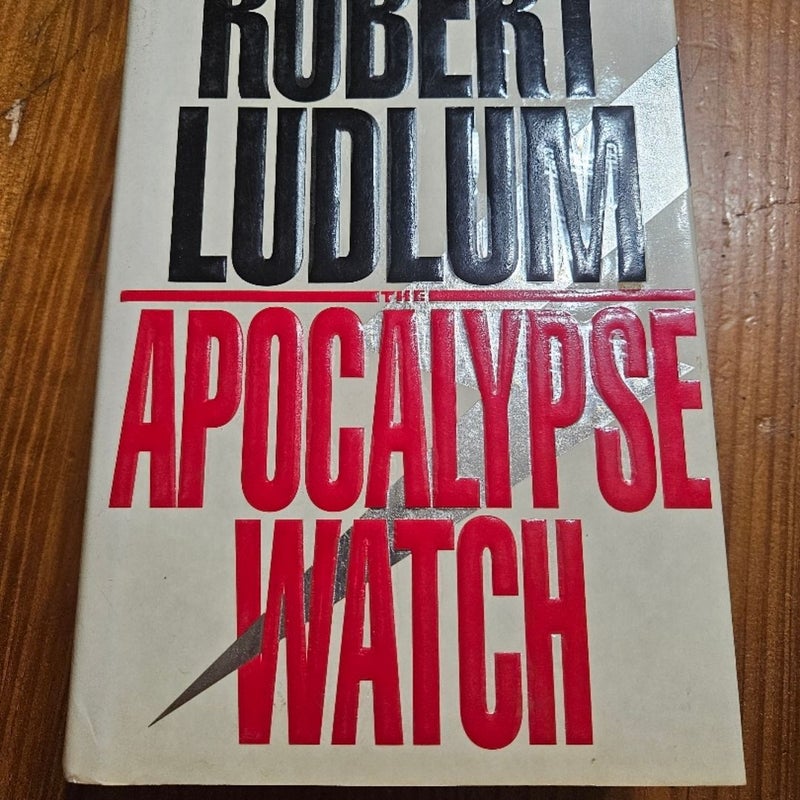 ROBERT
LUDLUM
THE
APOCALYPSE
WATCH